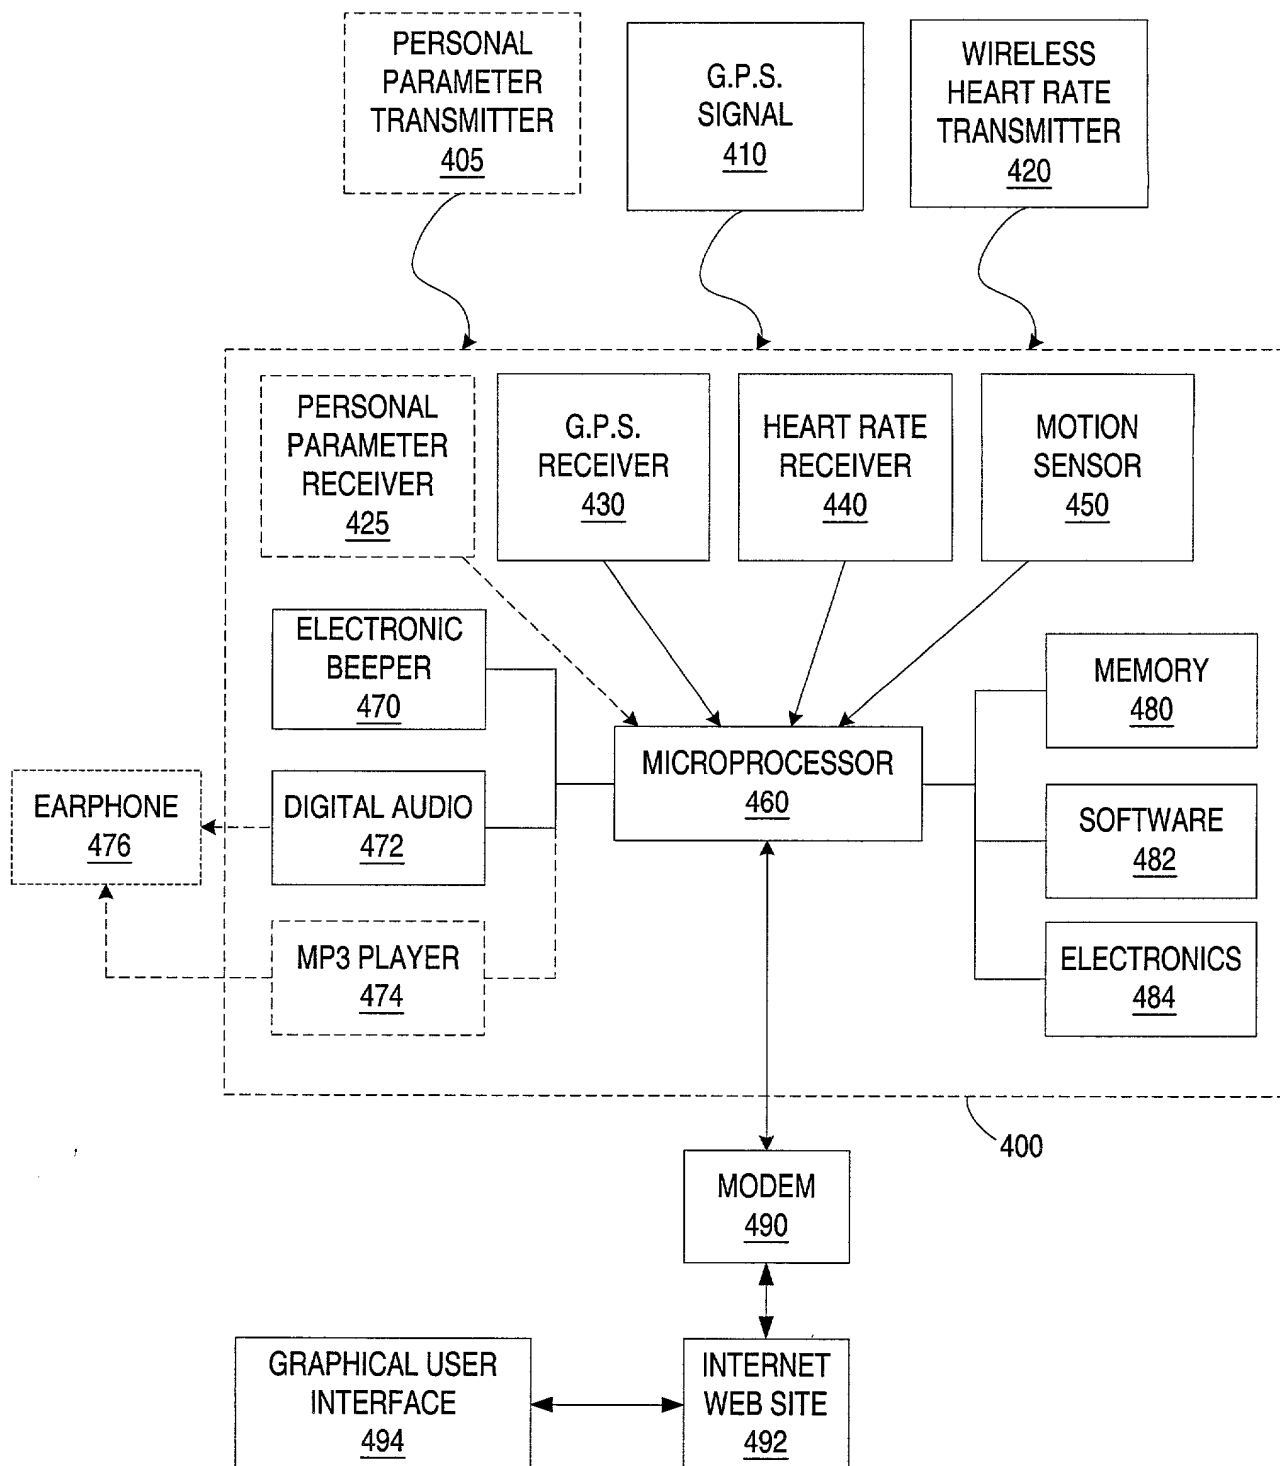 PERSONAL
PARAMETER
TRANSMITTER
405
G.P.S.
SIGNAL
410
WIRELESS
HEART RATE
TRANSMITTER
420
PERSONAL
PARAMETER
RECEIVER
425
G.P.S.
RECEIVER
430
HEART RATE
RECEIVER
440
MOTION
SENSOR
450
ELECTRONIC
BEEPER
470
MICROPROCESSOR
460
MEMORY
480
EARPHONE
476
DIGITAL AUDIO
472
SOFTWARE
482
MP3 PLAYER
474
ELECTRONICS
484
400
MODEM
490
GRAPHICAL USER
INTERFACE
494
INTERNET
WEB SITE
492